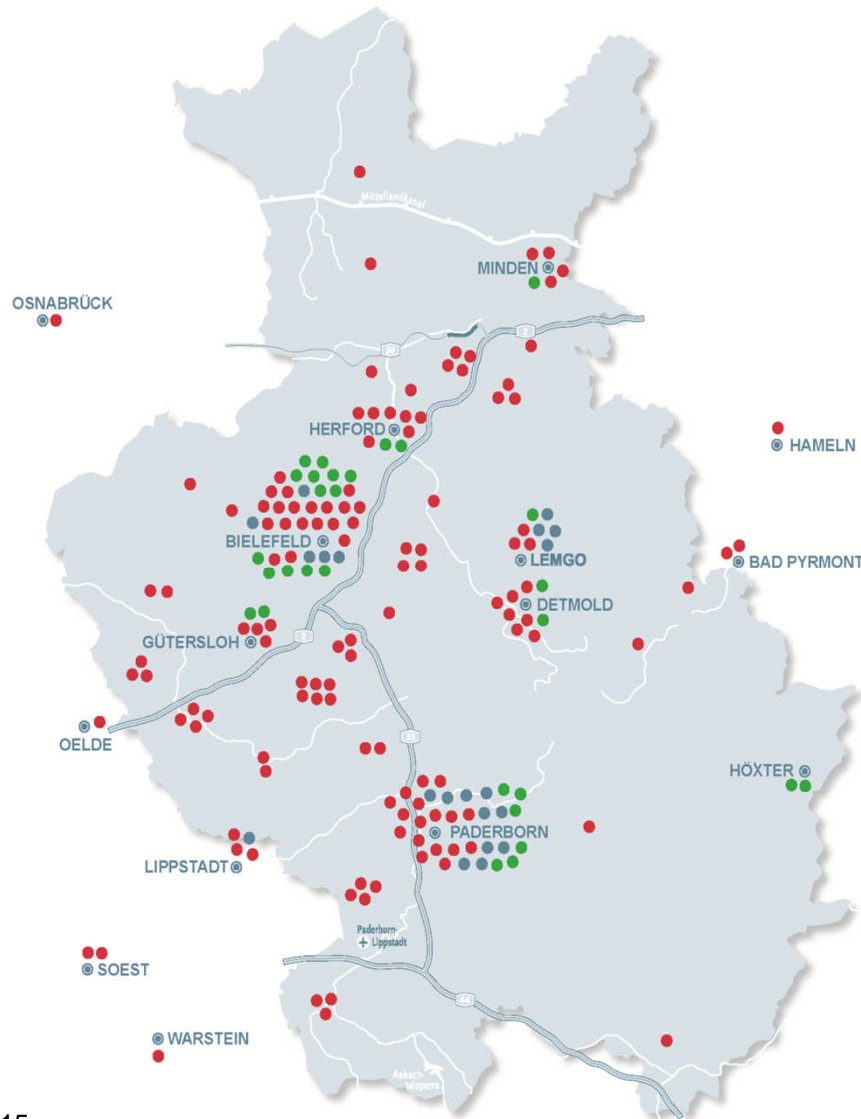 Mittellandkanal
MINDEN
OSNABRÜCK
2
30
HERFORD
HAMELN
BIELEFELD
LEMGO
BAD PYRMONT
DETMOLD
GÜTERSLOH
2
OELDE
33
HÖXTER
PADERBORN
LIPPSTADT
Paderborn-
Lippstadt
SOEST
44
WARSTEIN
Aabach-
talsperre
15